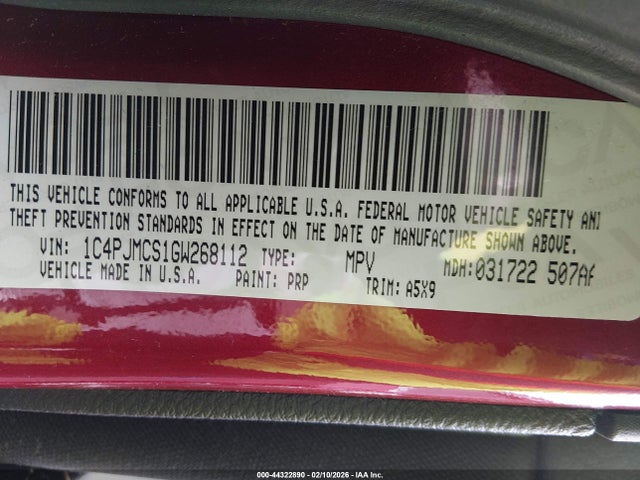 THIS VEHICLE CONFORMS TO ALL APPLICABLE U.S.A. FEDERAL MOTOR VEHICLE SAFETY AN
THEFT PREVENTION STANDARDS IN EFFECT ON THE DATE OF MANUFACTURE SHOWN ABOVE.
VIN: 1C4PJMCS1GW268112 TYPE: MPV MDH:031722 507A
VEHICLE MADE IN U.S.A. PAINT: PRP TRIM: A5X9
000-44322890 - 02/10/2026 - IAA Inc.